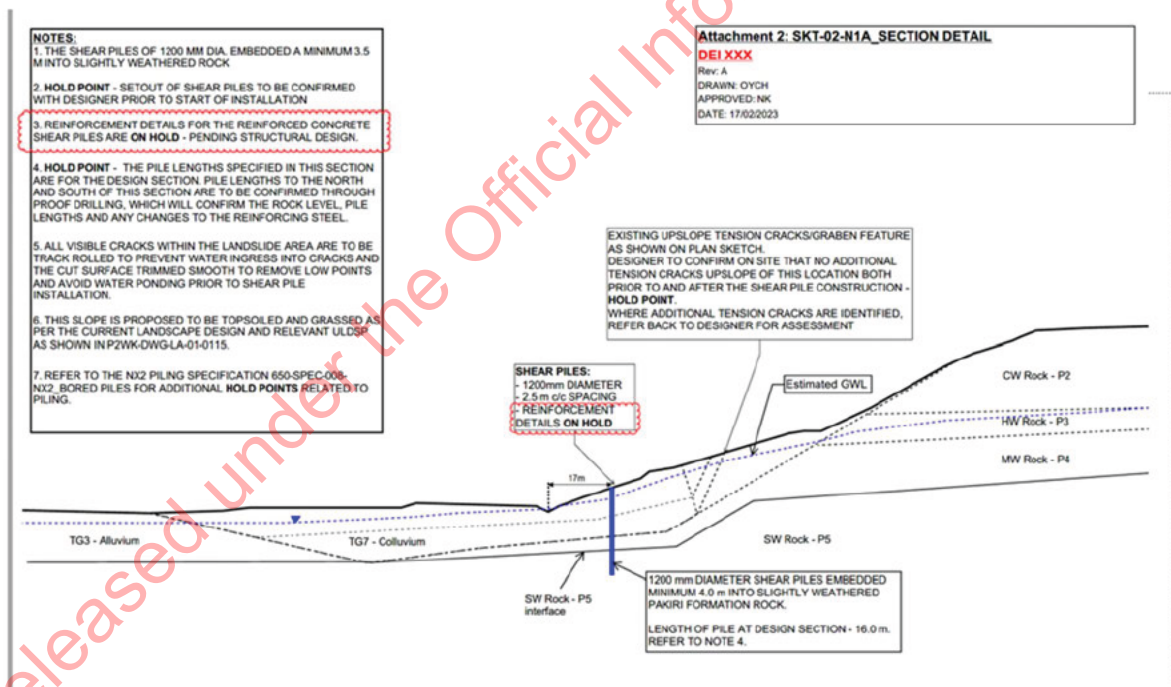 NOTES:
1. THE SHEAR PILES OF 1200 MM DIA. EMBEDDED A MINIMUM 3.5
M INTO SLIGHTLY WEATHERED ROCK
2. HOLD POINT - SETOUT OF SHEAR PILES TO BE CONFIRMED
WITH DESIGNER PRIOR TO START OF INSTALLATION
3. REINFORCEMENT DETAILS FOR THE REINFORCED CONCRETE
SHEAR PILES ARE ON HOLD - PENDING STRUCTURAL DESIGN.
4. HOLD POINT - THE PILE LENGTHS SPECIFIED IN THIS SECTION
ARE FOR THE DESIGN SECTION. PILE LENGTHS TO THE NORTH
AND SOUTH OF THIS SECTION ARE TO BE CONFIRMED THROUGH
PROOF DRILLING, WHICH WILL CONFIRM THE ROCK LEVEL, PILE
LENGTHS AND ANY CHANGES TO THE REINFORCING STEEL.
5. ALL VISIBLE CRACKS WITHIN THE LANDSLIDE AREA ARE TO BE
TRACK ROLLED TO PREVENT WATER INGRESS INTO CRACKS AND
THE CUT SURFACE TRIMMED SMOOTH TO REMOVE LOW POINTS
AND AVOID WATER PONDING PRIOR TO SHEAR PILE
INSTALLATION.
6. THIS SLOPE IS PROPOSED TO BE TOPSOILED AND GRASSED AS
PER THE CURRENT LANDSCAPE DESIGN AND RELEVANT ULDSP
AS SHOWN IN P2WK-DWG-LA-01-0115.
7. REFER TO THE NX2 PILING SPECIFICATION 650-SPEC-008-
NX2_BORED PILES FOR ADDITIONAL HOLD POINTS RELATED TO
PILING.
Attachment 2: SKT-02-N1A_SECTION DETAIL
DEI XXX
Rev: A
DRAWN: OYCH
APPROVED: NK
DATE: 17/02/2023
EXISTING UPSLOPE TENSION CRACKS/GRABEN FEATURE
AS SHOWN ON PLAN SKETCH.
DESIGNER TO CONFIRM ON SITE THAT NO ADDITIONAL
TENSION CRACKS UPSLOPE OF THIS LOCATION BOTH
PRIOR TO AND AFTER THE SHEAR PILE CONSTRUCTION -
HOLD POINT.
WHERE ADDITIONAL TENSION CRACKS ARE IDENTIFIED,
REFER BACK TO DESIGNER FOR ASSESSMENT
SHEAR PILES:
- 1200mm DIAMETER
- 2.5 m c/c SPACING
- REINFORCEMENT
DETAILS ON HOLD
Estimated GWL
CW Rock - P2
HW Rock - P3
MW Rock - P4
17m
TG3 - Alluvium
TG7 - Colluvium
SW Rock - P5
SW Rock - P5
interface
1200 mm DIAMETER SHEAR PILES EMBEDDED
MINIMUM 4.0 m INTO SLIGHTLY WEATHERED
PAKIRI FORMATION ROCK.
LENGTH OF PILE AT DESIGN SECTION - 16.0 m.
REFER TO NOTE 4.
Released under the Official Info